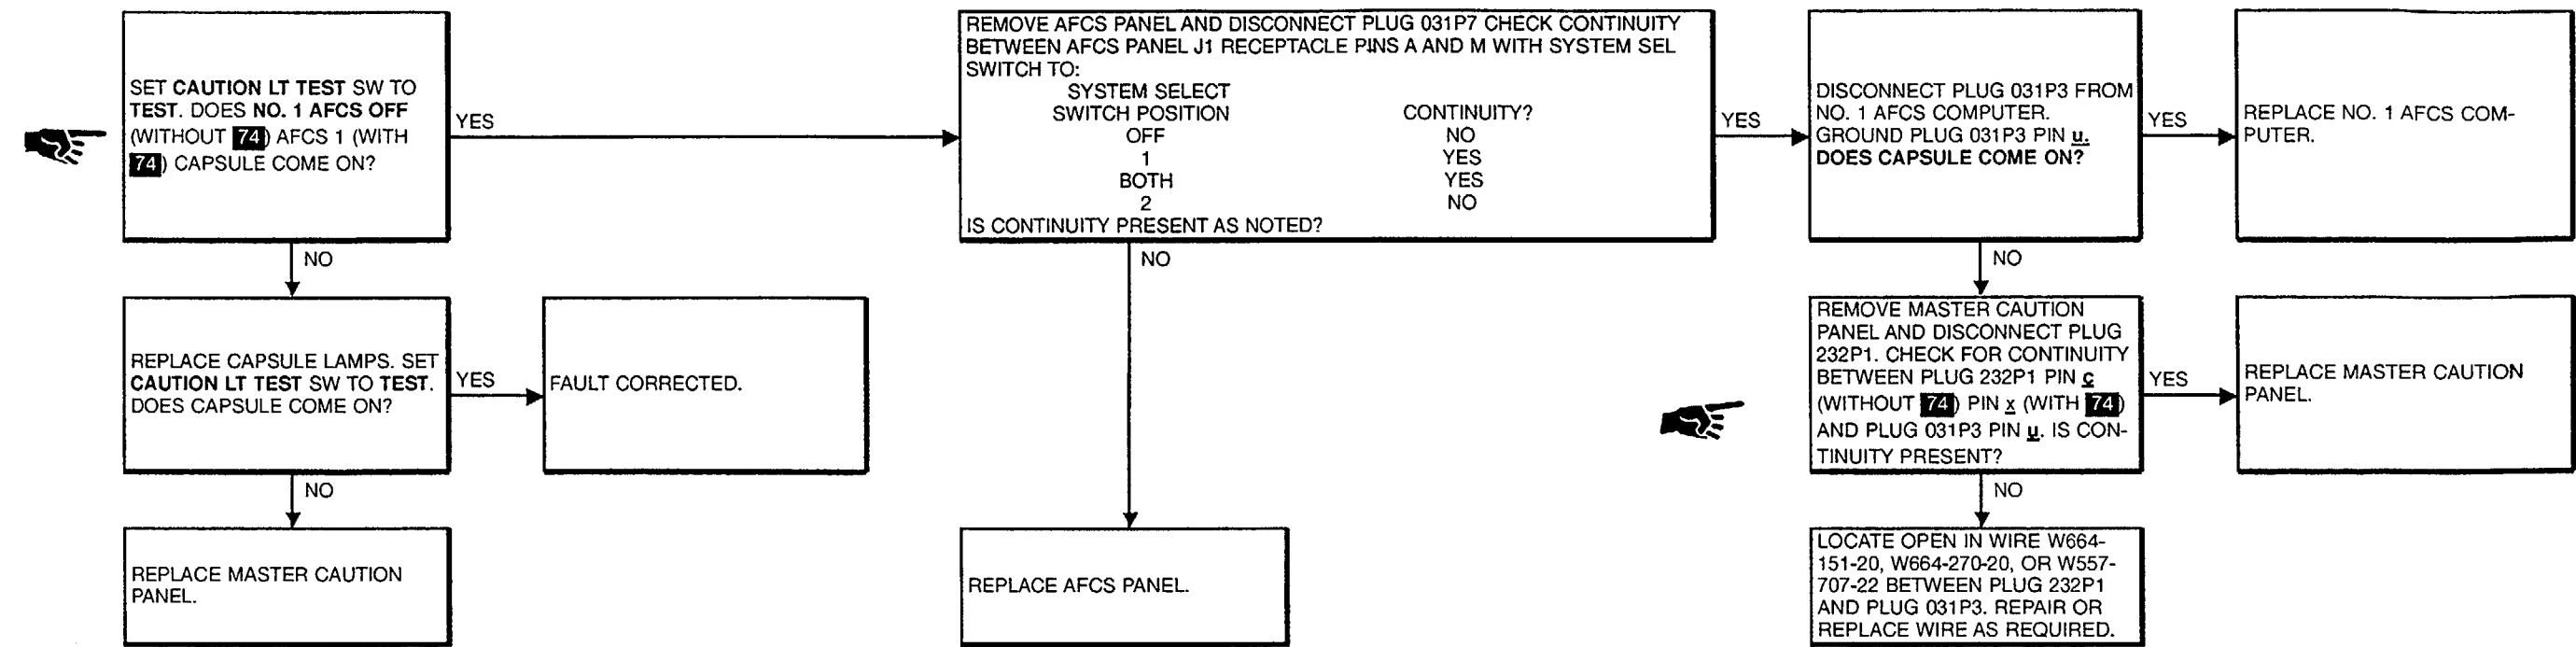 SET CAUTION LT TEST SW TO
TEST. DOES NO. 1 AFCS OFF
(WITHOUT 74) AFCS 1 (WITH
74) CAPSULE COME ON?
YES
NO
REMOVE AFCS PANEL AND DISCONNECT PLUG 031P7 CHECK CONTINUITY
BETWEEN AFCS PANEL J1 RECEPTACLE PINS A AND M WITH SYSTEM SEL
SWITCH TO:
SYSTEM SELECT
SWITCH POSITION CONTINUITY?
OFF NO
1 YES
BOTH YES
2 NO
IS CONTINUITY PRESENT AS NOTED?
YES
NO
DISCONNECT PLUG 031P3 FROM
NO. 1 AFCS COMPUTER.
GROUND PLUG 031P3 PIN u.
DOES CAPSULE COME ON?
YES
NO
REPLACE NO. 1 AFCS COM-
PUTER.
REPLACE CAPSULE LAMPS. SET
CAUTION LT TEST SW TO TEST.
DOES CAPSULE COME ON?
YES
NO
FAULT CORRECTED.
REMOVE MASTER CAUTION
PANEL AND DISCONNECT PLUG
232P1. CHECK FOR CONTINUITY
BETWEEN PLUG 232P1 PIN c
(WITHOUT 74) PIN x (WITH 74)
AND PLUG 031P3 PIN u. IS CON-
TINUITY PRESENT?
YES
NO
REPLACE MASTER CAUTION
PANEL.
REPLACE MASTER CAUTION
PANEL.
REPLACE AFCS PANEL.
LOCATE OPEN IN WIRE W664-
151-20, W664-270-20, OR W557-
707-22 BETWEEN PLUG 232P1
AND PLUG 031P3. REPAIR OR
REPLACE WIRE AS REQUIRED.